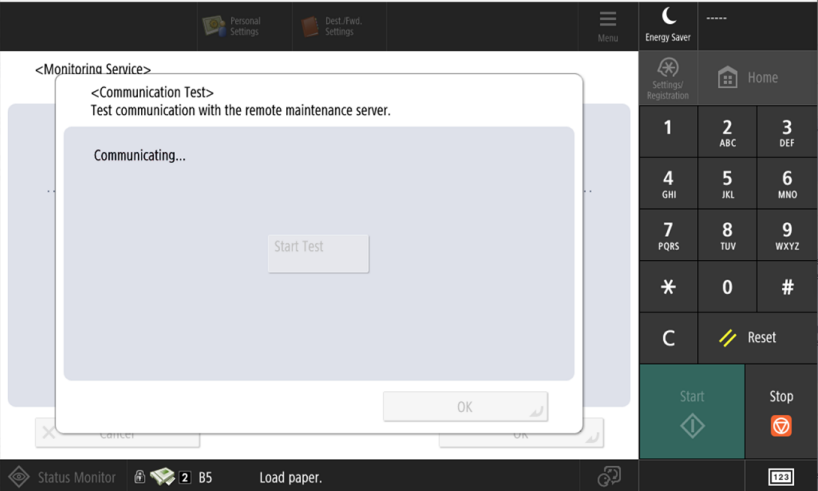 Personal
Settings
Dest./Fwd.
Settings
Menu
Energy Saver
-----
<Monitoring Service>
<Communication Test>
Test communication with the remote maintenance server.
Communicating...
Start Test
OK
Cancel
OK
Settings/
Registration
Home
1
2
ABC
3
DEF
4
GHI
5
JKL
6
MNO
7
PQRS
8
TUV
9
WXYZ
*
0
#
C
Reset
Start
Stop
Status Monitor
2 B5
Load paper.
123